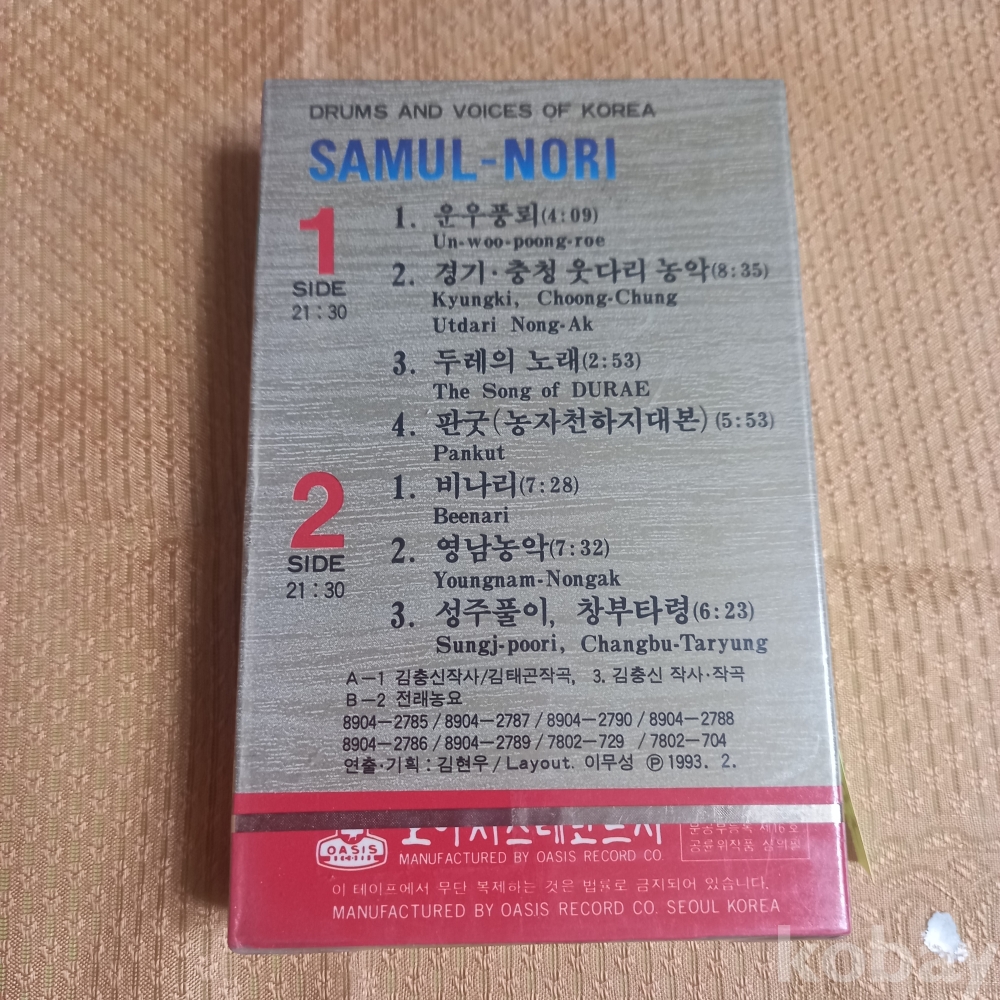 DRUMS AND VOICES OF KOREA
SAMUL-NORI
1
SIDE
21:30
1. 운우풍뢰(4:09)
Un-woo-poong-roe
2. 경기·충청 웃다리 농악(8:35)
Kyungki, Choong-Chung
Utdari Nong-Ak
3. 두레의 노래(2:53)
The Song of DURAE
4. 판굿(농자천하지대본)(5:53)
Pankut
2
SIDE
21:30
1. 비나리(7:28)
Beenari
2. 영남농악(7:32)
Youngnam-Nongak
3. 성주풀이, 창부타령(6:23)
Sungj-poori, Changbu-Taryung
A-1 김충신작사/김태곤작곡, 3. 김충신 작사·작곡
B-2 전래농요
8904-2785/8904-2787/8904-2790/8904-2788
8904-2786/8904-2789/7802-729 /7802-704
연출·기획:김현우/Layout. 이무성 ℗1993. 2.
OASIS
RECORDS
오아시스레코드사
MANUFACTURED BY OASIS RECORD CO
이 테이프에서 무단 복제하는 것은 법률로 금지되어 있습니다.
MANUFACTURED BY OASIS RECORD CO. SEOUL KOREA
kobay